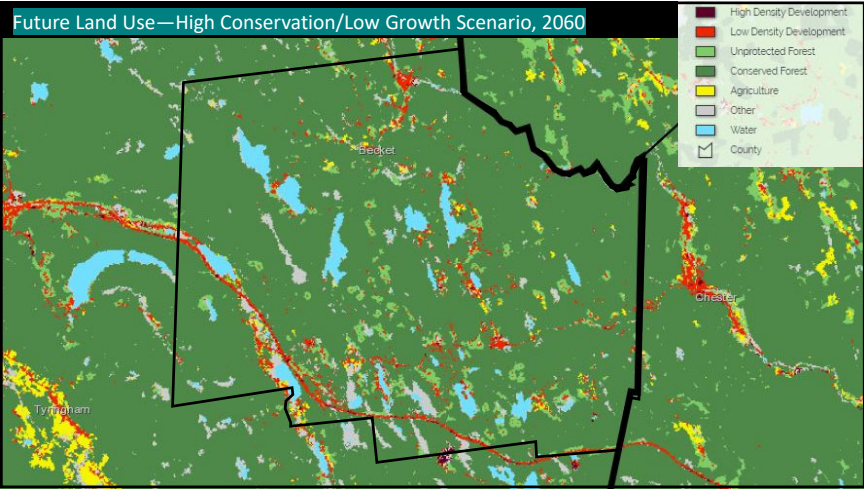 Future Land Use—High Conservation/Low Growth Scenario, 2060
High Density Development
Low Density Development
Unprotected Forest
Conserved Forest
Agriculture
Other
Water
County
Becket
Chester
Tyringham